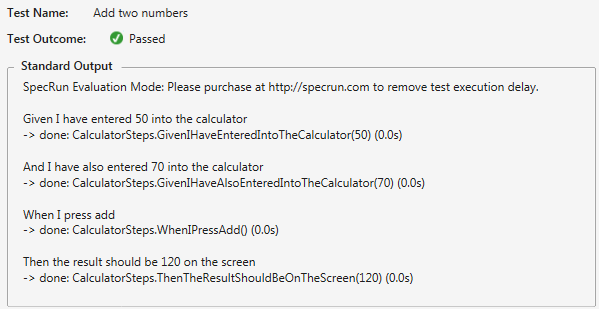 Test Name: Add two numbers
Test Outcome: Passed
Standard Output
SpecRun Evaluation Mode: Please purchase at http://specrun.com to remove test execution delay.
Given I have entered 50 into the calculator
-> done: CalculatorSteps.GivenIHaveEnteredIntoTheCalculator(50) (0.0s)
And I have also entered 70 into the calculator
-> done: CalculatorSteps.GivenIHaveAlsoEnteredIntoTheCalculator(70) (0.0s)
When I press add
-> done: CalculatorSteps.WhenIPressAdd() (0.0s)
Then the result should be 120 on the screen
-> done: CalculatorSteps.ThenTheResultShouldBeOnTheScreen(120) (0.0s)